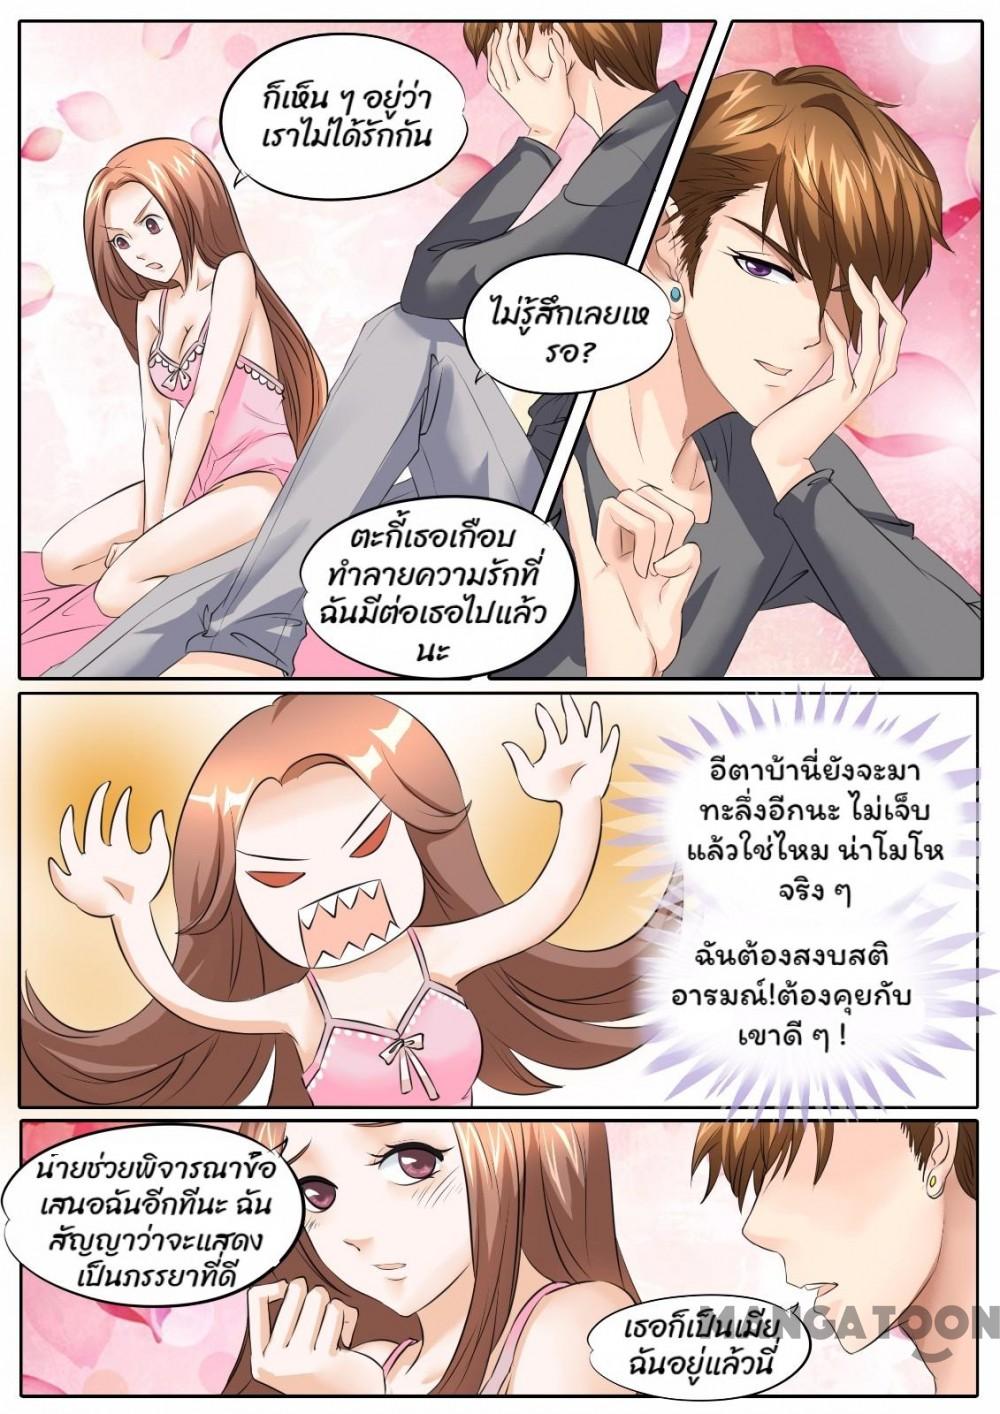 ก็เห็น ๆ อยู่ว่า
เราไม่ได้รักกัน
ไม่รู้สึกเลยเห
รอ?
ตะกี้เธอเกือบ
ทำลายความรักที่
ฉันมีต่อเธอไปแล้ว
นะ
อีตาบ้านี่ยังจะมา
ทะลึ่งอีกนะ ไม่เจ็บ
แล้วใช่ไหม น่าโมโห
จริง ๆ
ฉันต้องสงบสติ
อารมณ์!ต้องคุยกับ
เขาดี ๆ !
นายช่วยพิจารณาข้อ
เสนอฉันอีกทีนะ ฉัน
สัญญาว่าจะแสดง
เป็นภรรยาที่ดี
เธอก็เป็นเมีย
ฉันอยู่แล้วนี่
MANGATOON